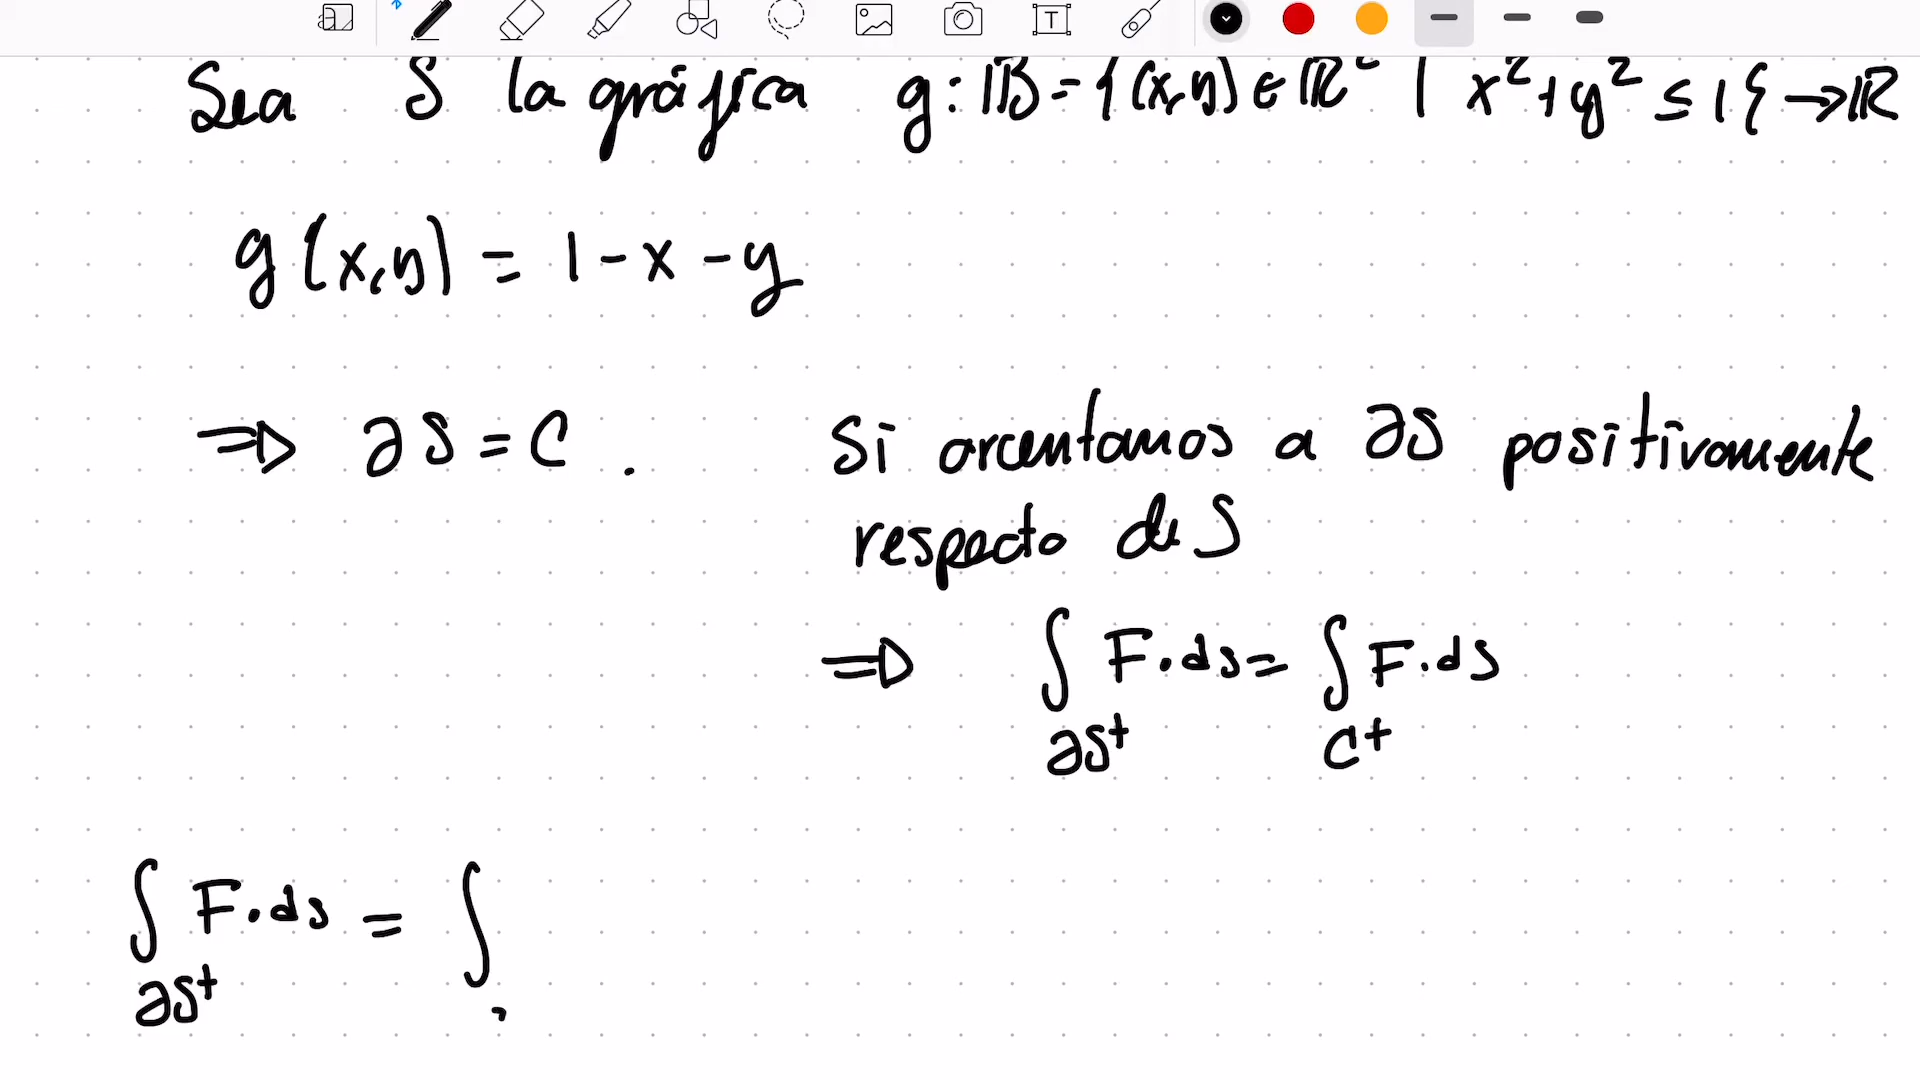 Sea S la gráfica g: B = {(x,y) ∈ ℝ² | x²+y² ≤ 1} → ℝ
g(x,y) = 1-x-y
⇒ ∂S = C . Si orientamos a ∂S positivamente
respecto de S
⇒ ∫_{∂S⁺} F·ds = ∫_{C⁺} F·ds
∫_{∂S⁺} F·ds = ∫